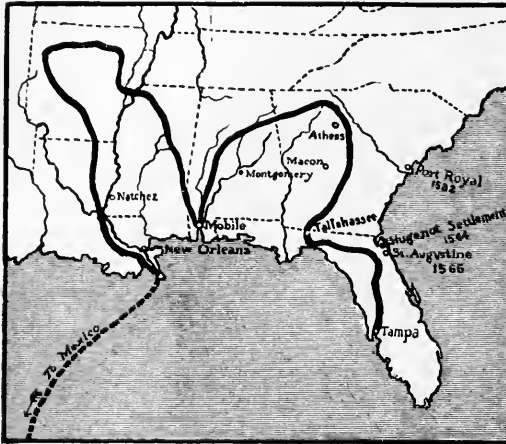 Athens
Macon
Montgomery
Port Royal
1562
Natchez
Mobile
Tallahassee
Hugenot Settlement
1564
New Orleans
St. Augustine
1565
To Mexico
Tampa